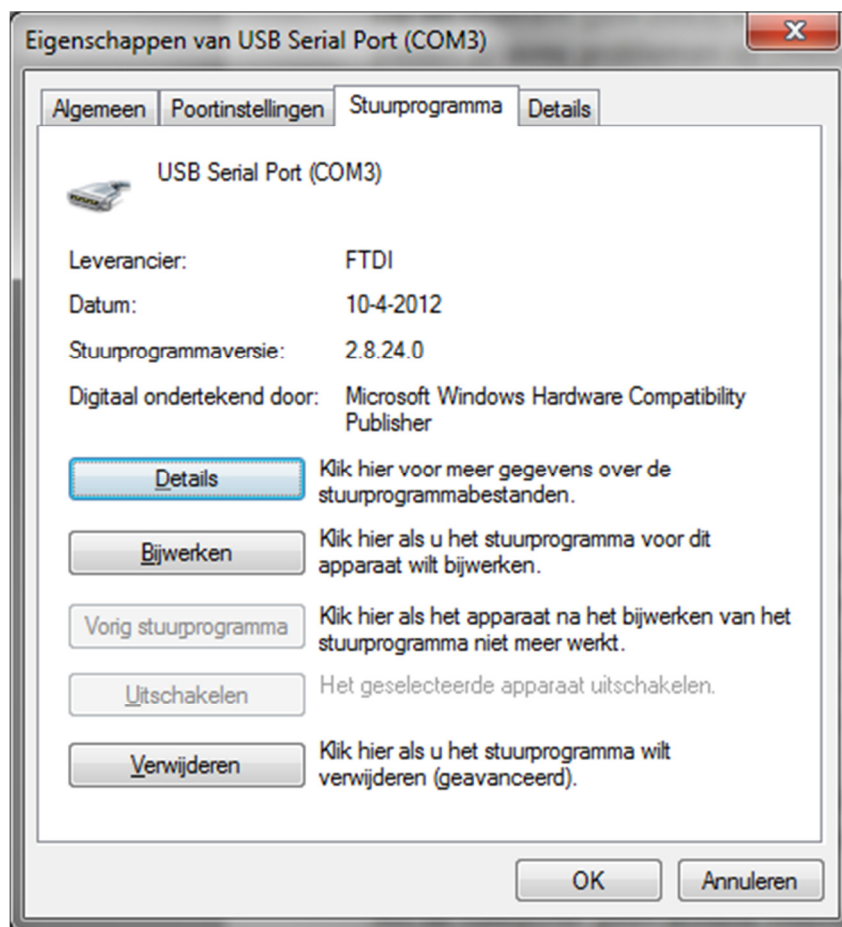 Eigenschappen van USB Serial Port (COM3)
Algemeen Poortinstellingen Stuurprogramma Details
USB Serial Port (COM3)
Leverancier: FTDI
Datum: 10-4-2012
Stuurprogrammaversie: 2.8.24.0
Digitaal ondertekend door: Microsoft Windows Hardware Compatibility
Publisher
Details Klik hier voor meer gegevens over de
stuurprogrammabestanden.
Bijwerken Klik hier als u het stuurprogramma voor dit
apparaat wilt bijwerken.
Vorig stuurprogramma Klik hier als het apparaat na het bijwerken van het
stuurprogramma niet meer werkt.
Uitschakelen Het geselecteerde apparaat uitschakelen.
Verwijderen Klik hier als u het stuurprogramma wilt
verwijderen (geavanceerd).
OK Annuleren